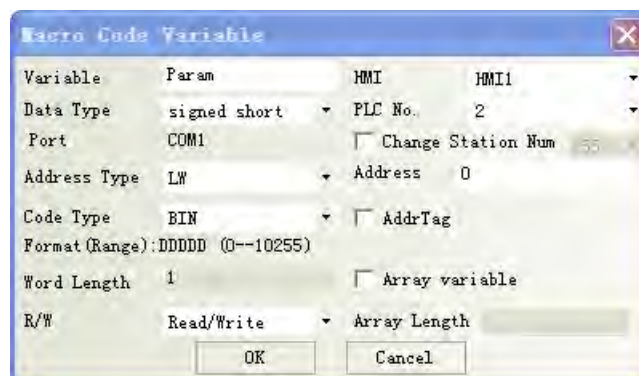 Macro Code Variable
Variable Param HMI HMI1
Data Type signed short PLC No. 2
Port COM1 Change Station Num
Address Type LW Address 0
Code Type BIN AddrTag
Format(Range):DDDDD (0--10255)
Word Length 1 Array variable
R/W Read/Write Array Length
OK Cancel